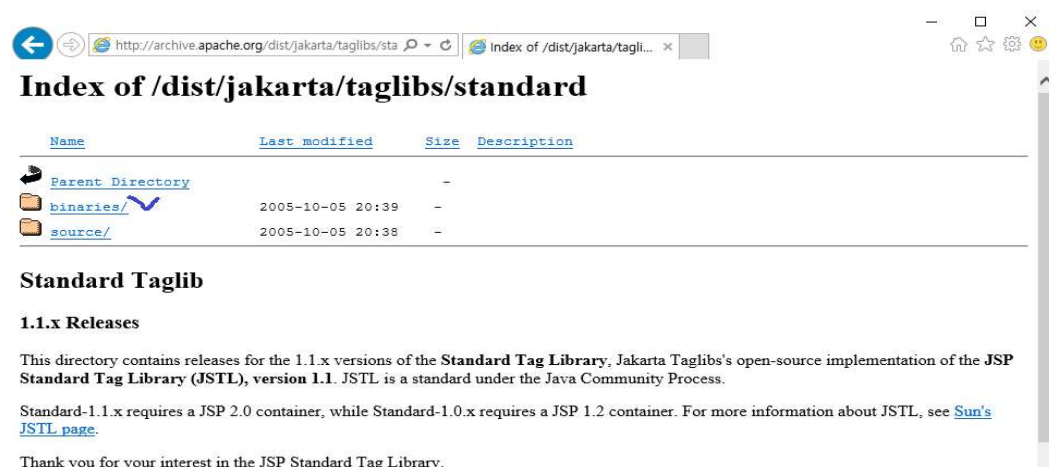 http://archive.apache.org/dist/jakarta/taglibs/sta
Index of /dist/jakarta/tagli...
Index of /dist/jakarta/taglibs/standard
Name Last modified Size Description
Parent Directory -
binaries/ 2005-10-05 20:39 -
source/ 2005-10-05 20:38 -
Standard Taglib
1.1.x Releases
This directory contains releases for the 1.1.x versions of the Standard Tag Library, Jakarta Taglibs's open-source implementation of the JSP
Standard Tag Library (JSTL), version 1.1. JSTL is a standard under the Java Community Process.
Standard-1.1.x requires a JSP 2.0 container, while Standard-1.0.x requires a JSP 1.2 container. For more information about JSTL, see Sun's
JSTL page.
Thank you for your interest in the JSP Standard Tag Library.